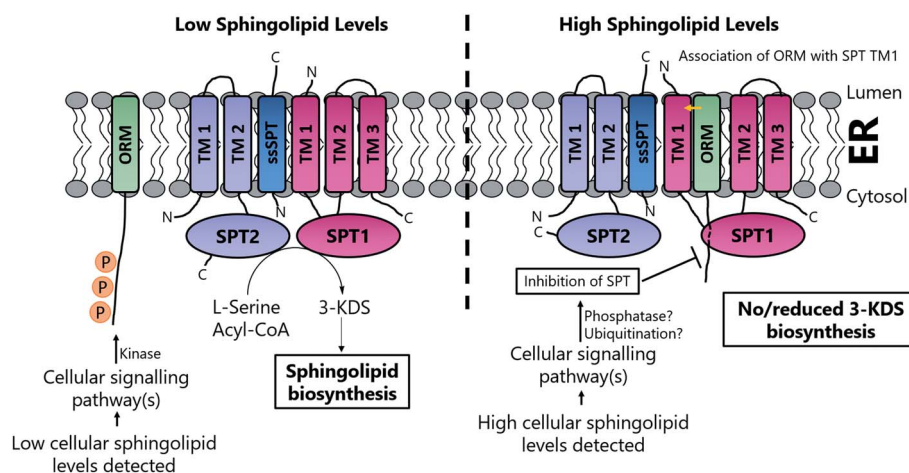 Low Sphingolipid Levels
High Sphingolipid Levels
Association of ORM with SPT TM1
C
N
C
N
Lumen
ORM
TM 1
TM 2
ssSPT
TM 1
TM 2
TM 3
TM 1
TM 2
ssSPT
TM 1
ORM
TM 2
TM 3
ER
Cytosol
N
N
C
N
N
C
SPT2
SPT1
C
SPT2
SPT1
C
P
P
P
L-Serine
Acyl-CoA
3-KDS
Inhibition of SPT
No/reduced 3-KDS
biosynthesis
Kinase
Phosphatase?
Ubiquitination?
Cellular signalling
pathway(s)
Sphingolipid
biosynthesis
Cellular signalling
pathway(s)
Low cellular sphingolipid
levels detected
High cellular sphingolipid
levels detected